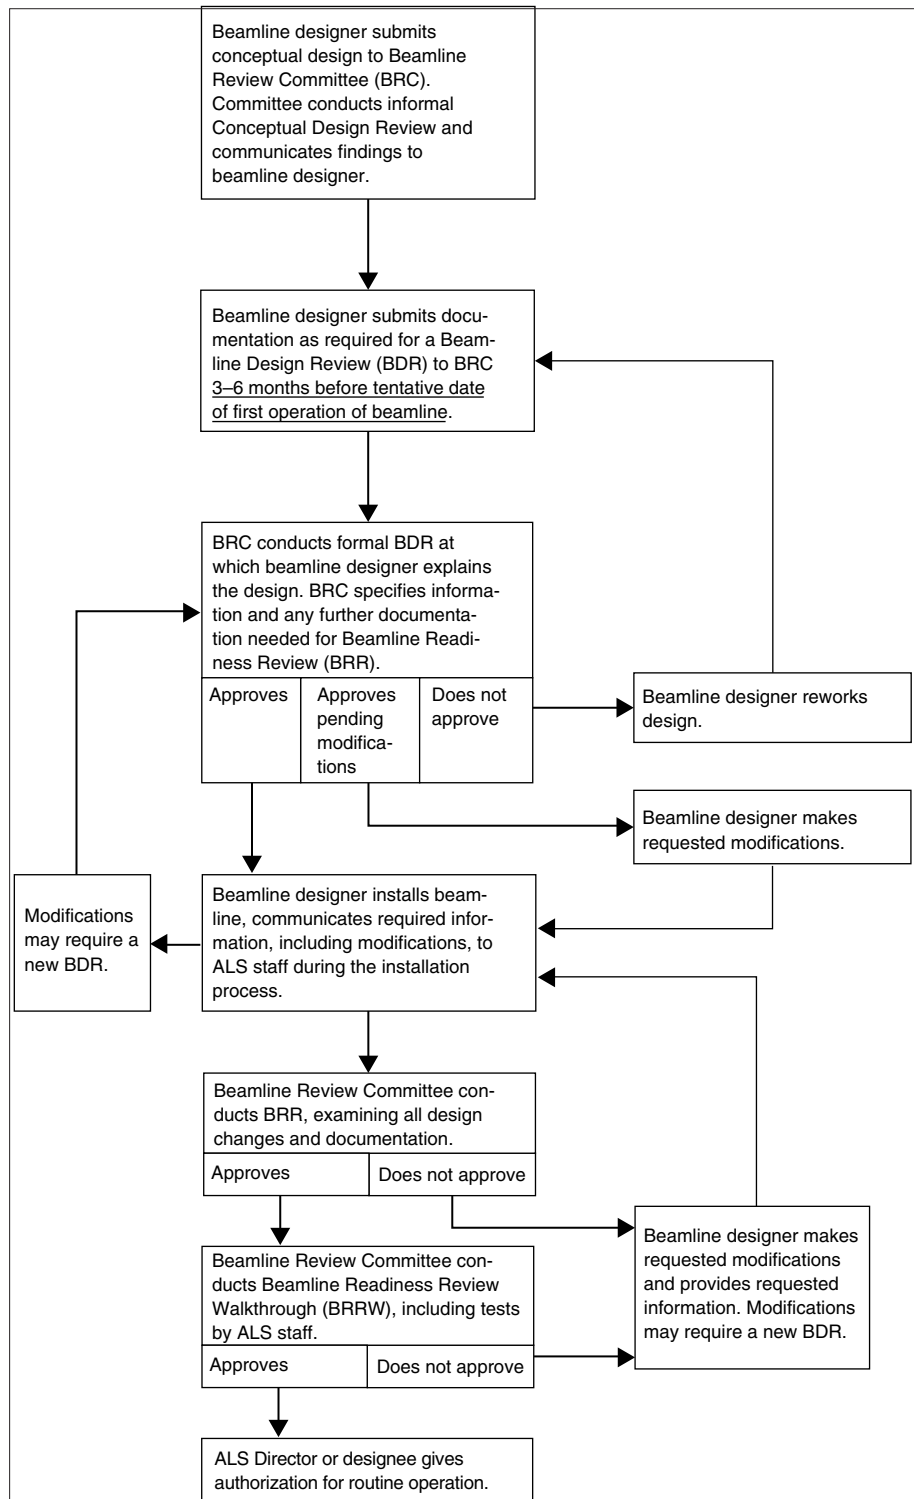 Beamline designer submits
conceptual design to Beamline
Review Committee (BRC).
Committee conducts informal
Conceptual Design Review and
communicates findings to
beamline designer.
Beamline designer submits docu-
mentation as required for a Beam-
line Design Review (BDR) to BRC
3–6 months before tentative date
of first operation of beamline.
BRC conducts formal BDR at
which beamline designer explains
the design. BRC specifies informa-
tion and any further documenta-
tion needed for Beamline Readi-
ness Review (BRR).
Approves
Approves
pending
modifica-
tions
Does not
approve
Beamline designer reworks
design.
Beamline designer makes
requested modifications.
Beamline designer installs beam-
line, communicates required infor-
mation, including modifications, to
ALS staff during the installation
process.
Modifications
may require a
new BDR.
Beamline Review Committee con-
ducts BRR, examining all design
changes and documentation.
Approves
Does not approve
Beamline designer makes
requested modifications
and provides requested
information. Modifications
may require a new BDR.
Beamline Review Committee con-
ducts Beamline Readiness Review
Walkthrough (BRRW), including tests
by ALS staff.
Approves
Does not approve
ALS Director or designee gives
authorization for routine operation.